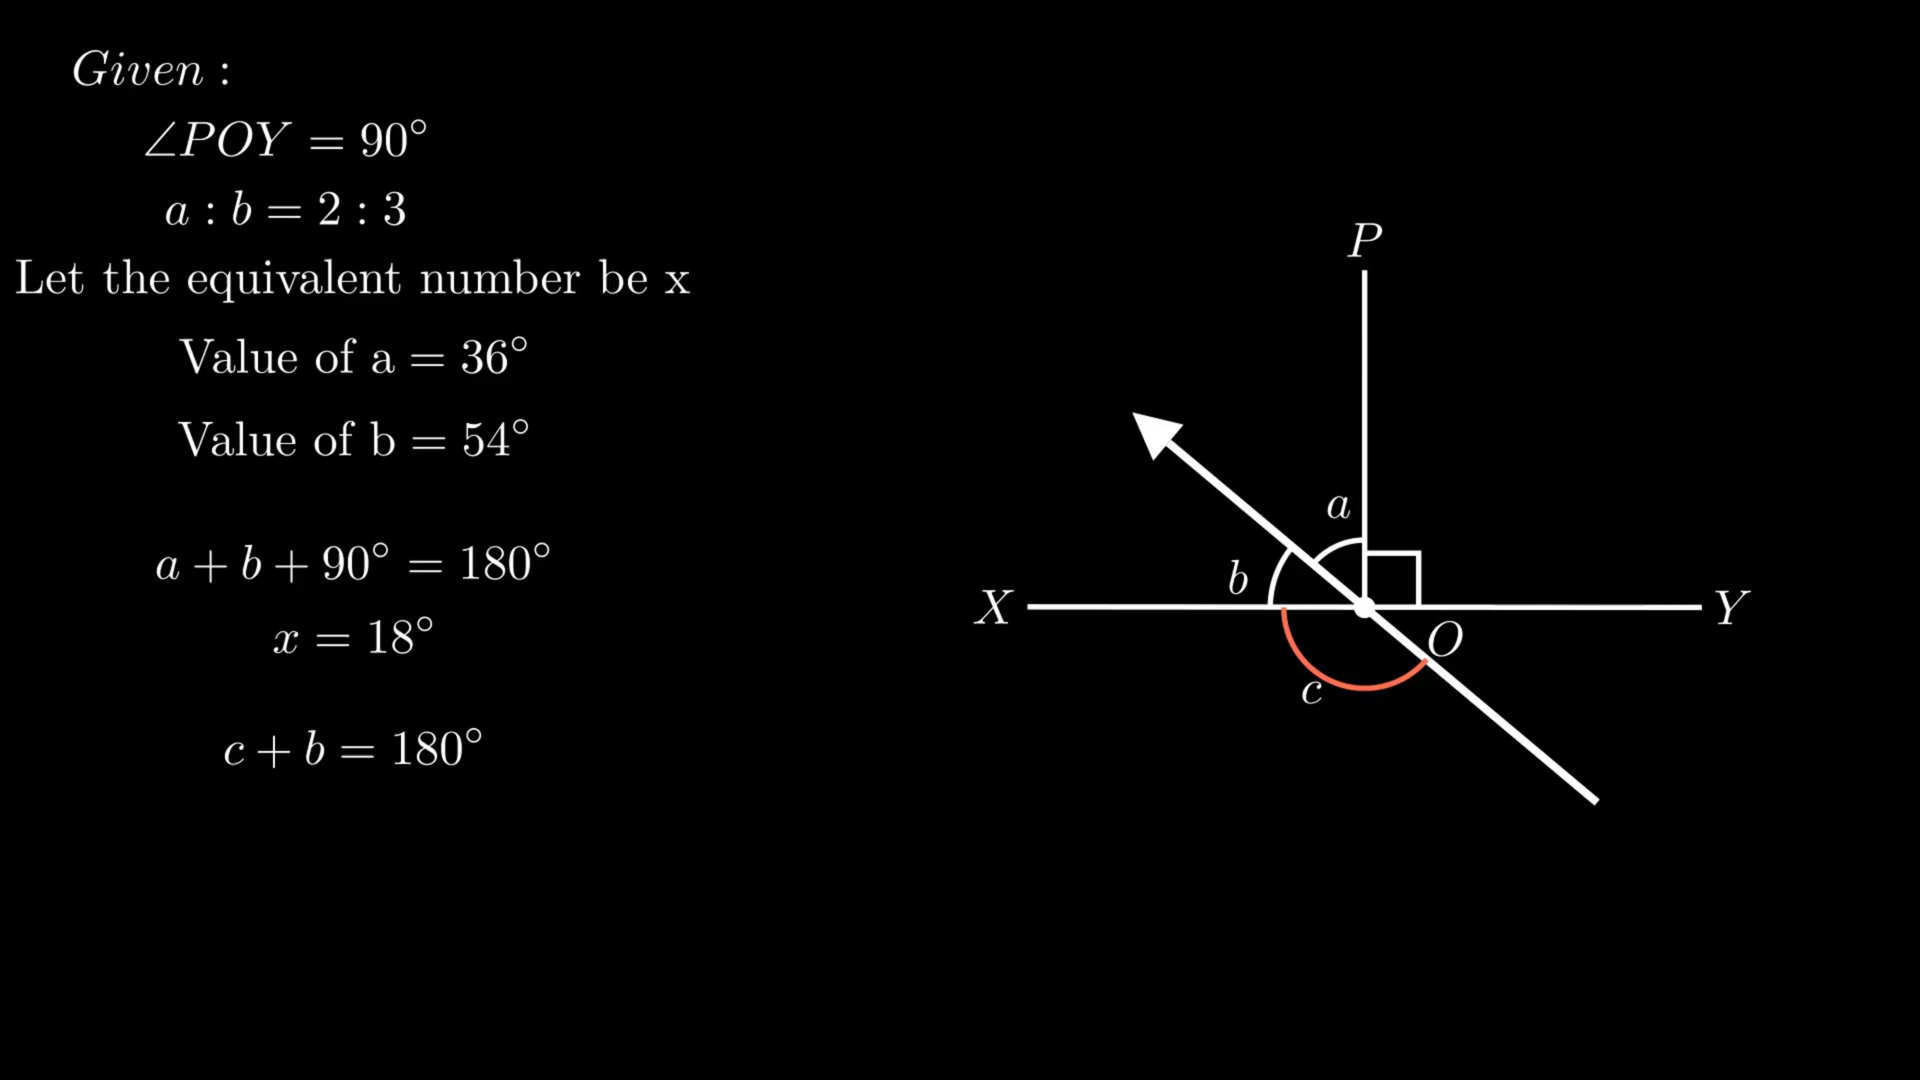 Given :
∠POY = 90°
a : b = 2 : 3
Let the equivalent number be x
Value of a = 36°
Value of b = 54°
a + b + 90° = 180°
x = 18°
c + b = 180°
P
a
b
X
Y
O
c